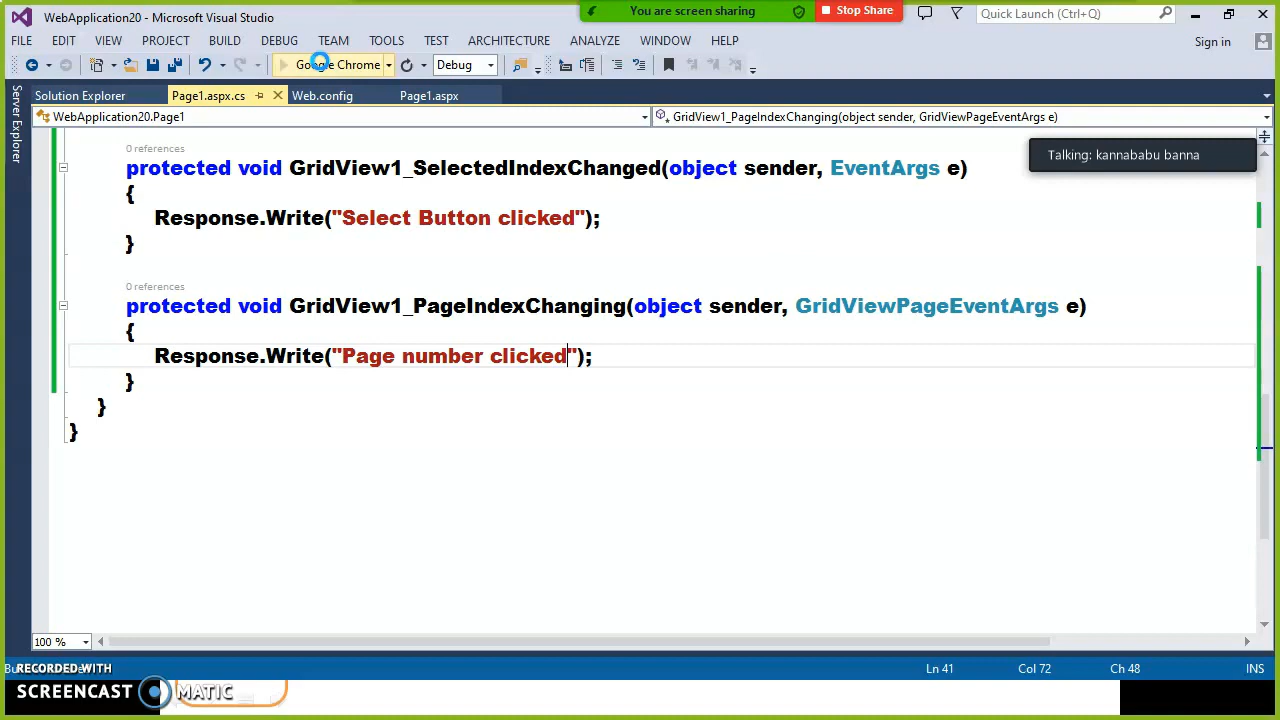 WebApplication20 - Microsoft Visual Studio
You are screen sharing
Stop Share
Quick Launch (Ctrl+Q)
FILE EDIT VIEW PROJECT BUILD DEBUG TEAM TOOLS TEST ARCHITECTURE ANALYZE WINDOW HELP
Sign in
Google Chrome
Debug
Server Explorer
Solution Explorer
Page1.aspx.cs
Web.config
Page1.aspx
WebApplication20.Page1
GridView1_PageIndexChanging(object sender, GridViewPageEventArgs e)
Talking: kannababu banna
0 references
protected void GridView1_SelectedIndexChanged(object sender, EventArgs e)
{
Response.Write("Select Button clicked");
}
0 references
protected void GridView1_PageIndexChanging(object sender, GridViewPageEventArgs e)
{
Response.Write("Page number clicked");
}
}
}
100 %
Ln 41
Col 72
Ch 48
INS
RECORDED WITH
SCREENCAST MATIC